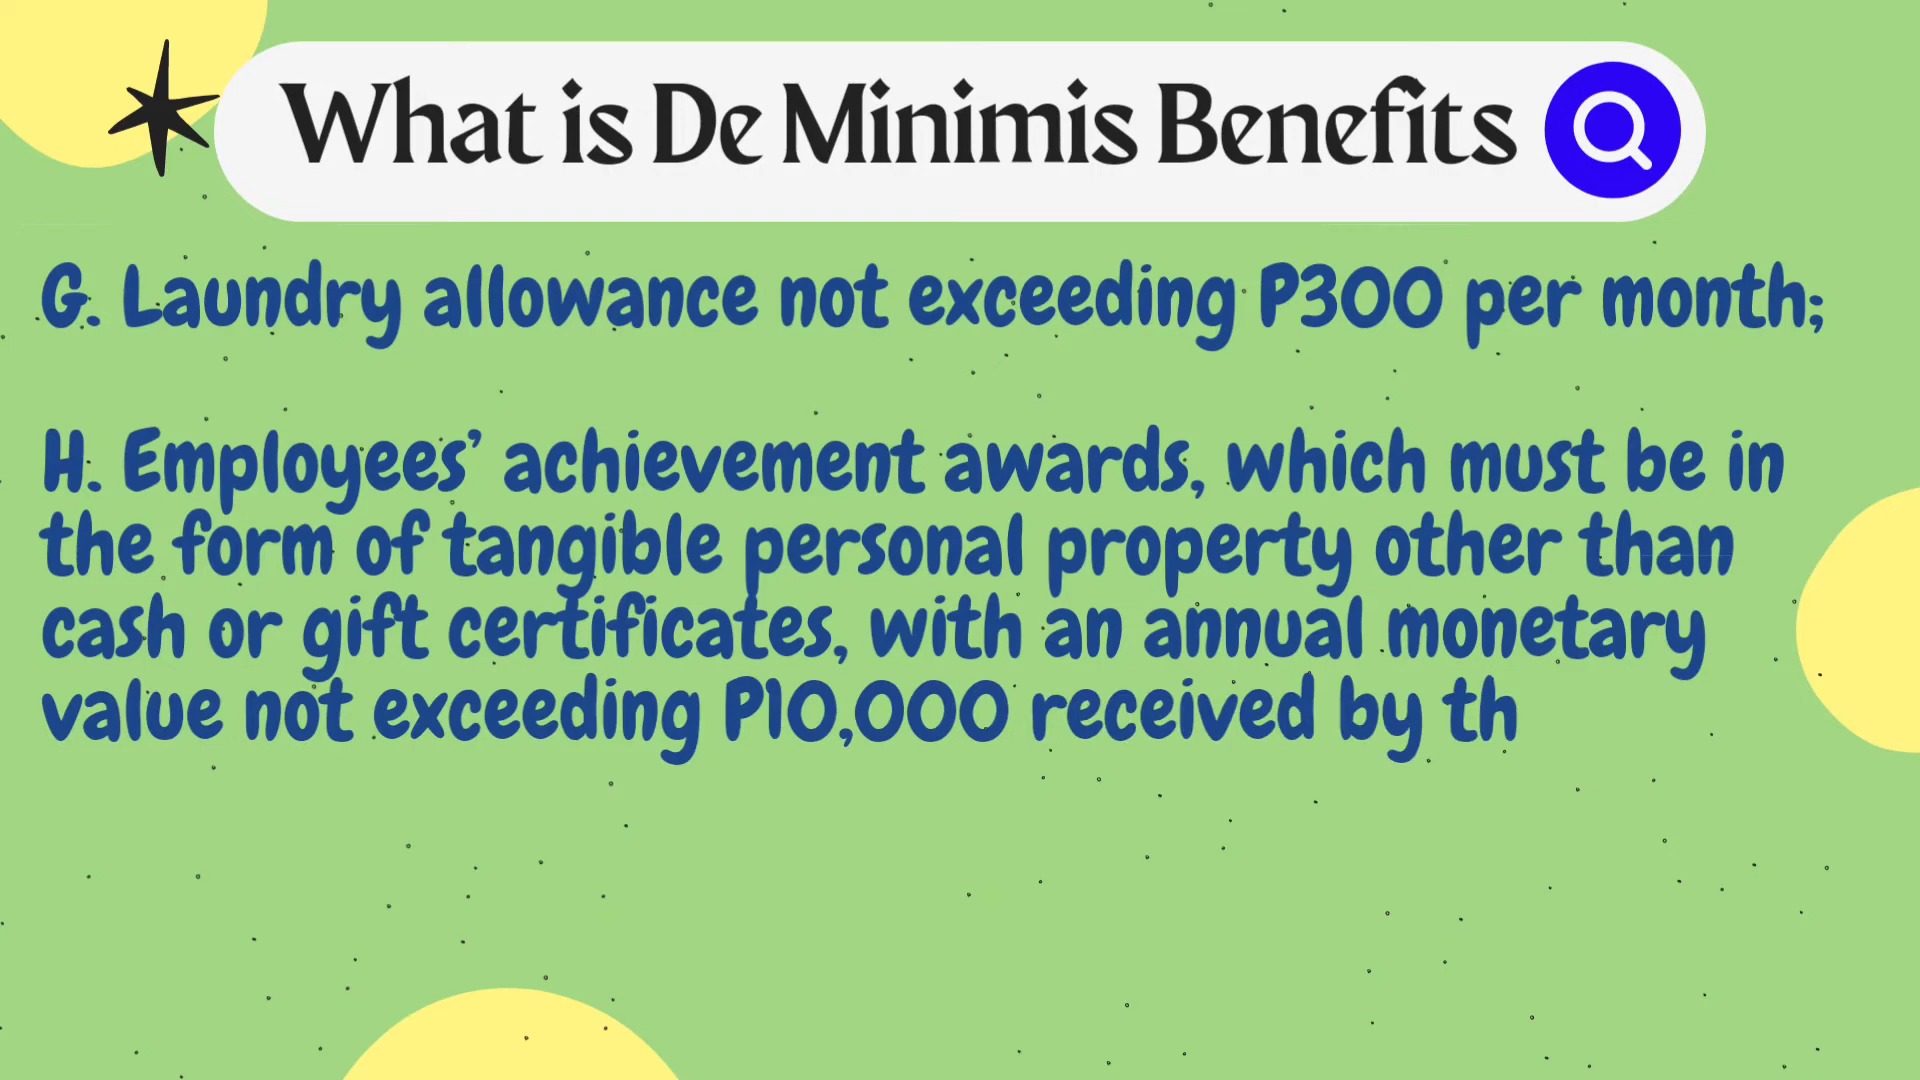 What is De Minimis Benefits
G. Laundry allowance not exceeding P300 per month;
H. Employees’ achievement awards, which must be in
the form of tangible personal property other than
cash or gift certificates, with an annual monetary
value not exceeding P10,000 received by th